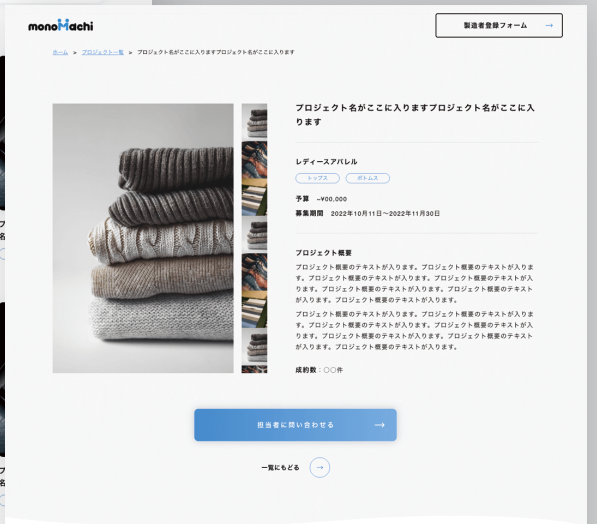 monoMachi
製造者登録フォーム →
ホーム > プロジェクト一覧 > プロジェクト名がここに入りますプロジェクト名がここに入ります
プロジェクト名がここに入りますプロジェクト名がここに入
ります
レディースアパレル
トップス ボトムス
予算 ~¥00,000
募集期間 2022年10月11日〜2022年11月30日
プロジェクト概要
プロジェクト概要のテキストが入ります。プロジェクト概要のテキストが入りま
す。プロジェクト概要のテキストが入ります。プロジェクト概要のテキストが入
ります。プロジェクト概要のテキストが入ります。プロジェクト概要のテキスト
が入ります。プロジェクト概要のテキストが入ります。
プロジェクト概要のテキストが入ります。プロジェクト概要のテキストが入りま
す。プロジェクト概要のテキストが入ります。プロジェクト概要のテキストが入
ります。プロジェクト概要のテキストが入ります。プロジェクト概要のテキスト
が入ります。プロジェクト概要のテキストが入ります。
成約数：○○件
担当者に問い合わせる →
一覧にもどる →
プ
名
プ
名